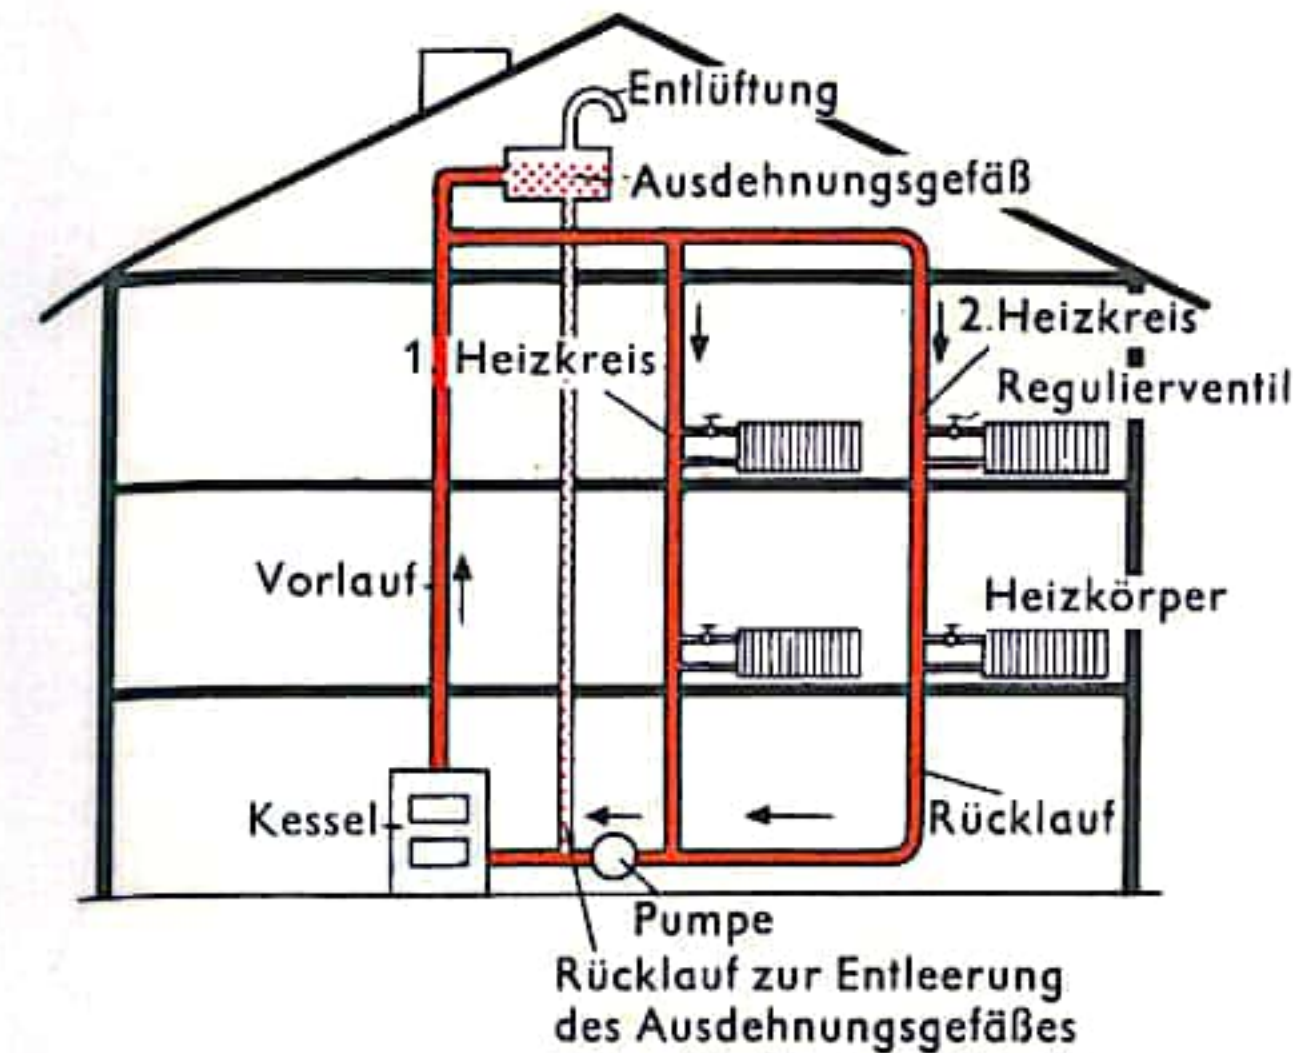 Entlüftung
Ausdehnungsgefäß
2.Heizkreis
1. Heizkreis
Regulierventil
Vorlauf
Heizkörper
Kessel
Rücklauf
Pumpe
Rücklauf zur Entleerung
des Ausdehnungsgefäßes